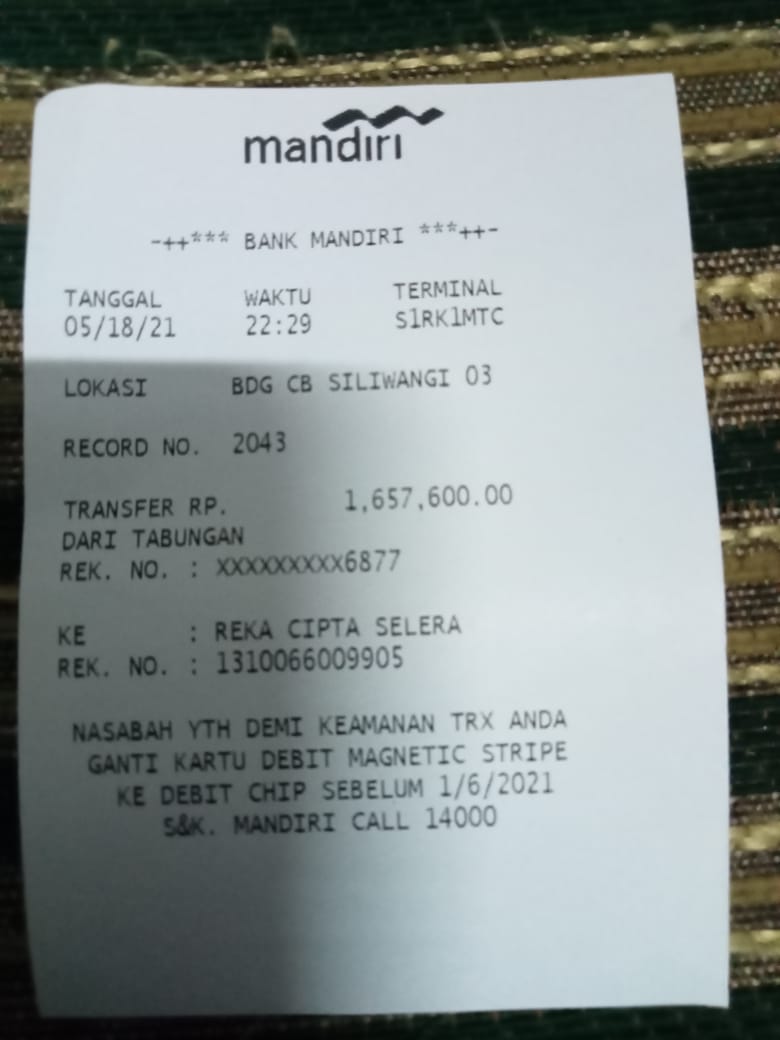 mandiri
-++*** BANK MANDIRI ***++-
TANGGAL WAKTU TERMINAL
05/18/21 22:29 S1RK1MTC
LOKASI BDG CB SILIWANGI 03
RECORD NO. 2043
TRANSFER RP. 1,657,600.00
DARI TABUNGAN
REK. NO. : XXXXXXXXX6877
KE : REKA CIPTA SELERA
REK. NO. : 1310066009905
NASABAH YTH DEMI KEAMANAN TRX ANDA
GANTI KARTU DEBIT MAGNETIC STRIPE
KE DEBIT CHIP SEBELUM 1/6/2021
S&K. MANDIRI CALL 14000